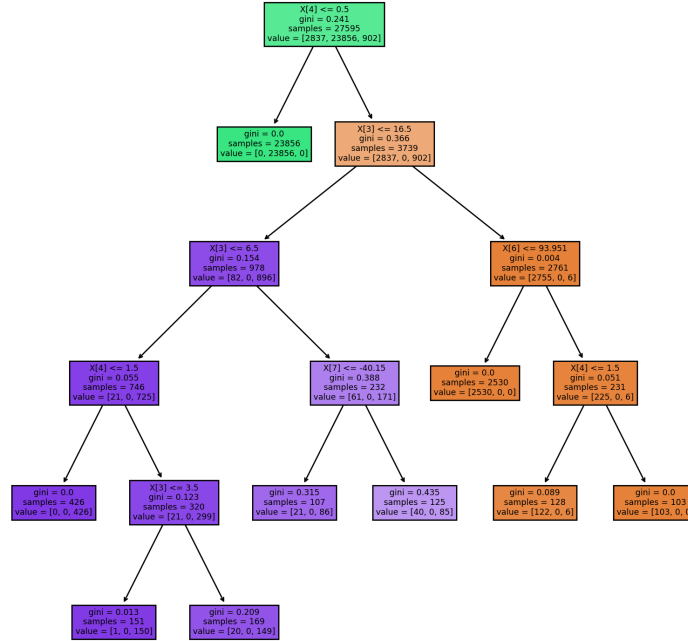 X[4] <= 0.5
gini = 0.241
samples = 27595
value = [2837, 23856, 902]
gini = 0.0
samples = 23856
value = [0, 23856, 0]
X[3] <= 16.5
gini = 0.366
samples = 3739
value = [2837, 0, 902]
X[3] <= 6.5
gini = 0.154
samples = 978
value = [82, 0, 896]
X[6] <= 93.951
gini = 0.004
samples = 2761
value = [2755, 0, 6]
X[4] <= 1.5
gini = 0.055
samples = 746
value = [21, 0, 725]
X[7] <= -40.15
gini = 0.388
samples = 232
value = [61, 0, 171]
gini = 0.0
samples = 2530
value = [2530, 0, 0]
X[4] <= 1.5
gini = 0.051
samples = 231
value = [225, 0, 6]
gini = 0.0
samples = 426
value = [0, 0, 426]
X[3] <= 3.5
gini = 0.123
samples = 320
value = [21, 0, 299]
gini = 0.315
samples = 107
value = [21, 0, 86]
gini = 0.435
samples = 125
value = [40, 0, 85]
gini = 0.089
samples = 128
value = [122, 0, 6]
gini = 0.0
samples = 103
value = [103, 0, 0
gini = 0.013
samples = 151
value = [1, 0, 150]
gini = 0.209
samples = 169
value = [20, 0, 149]